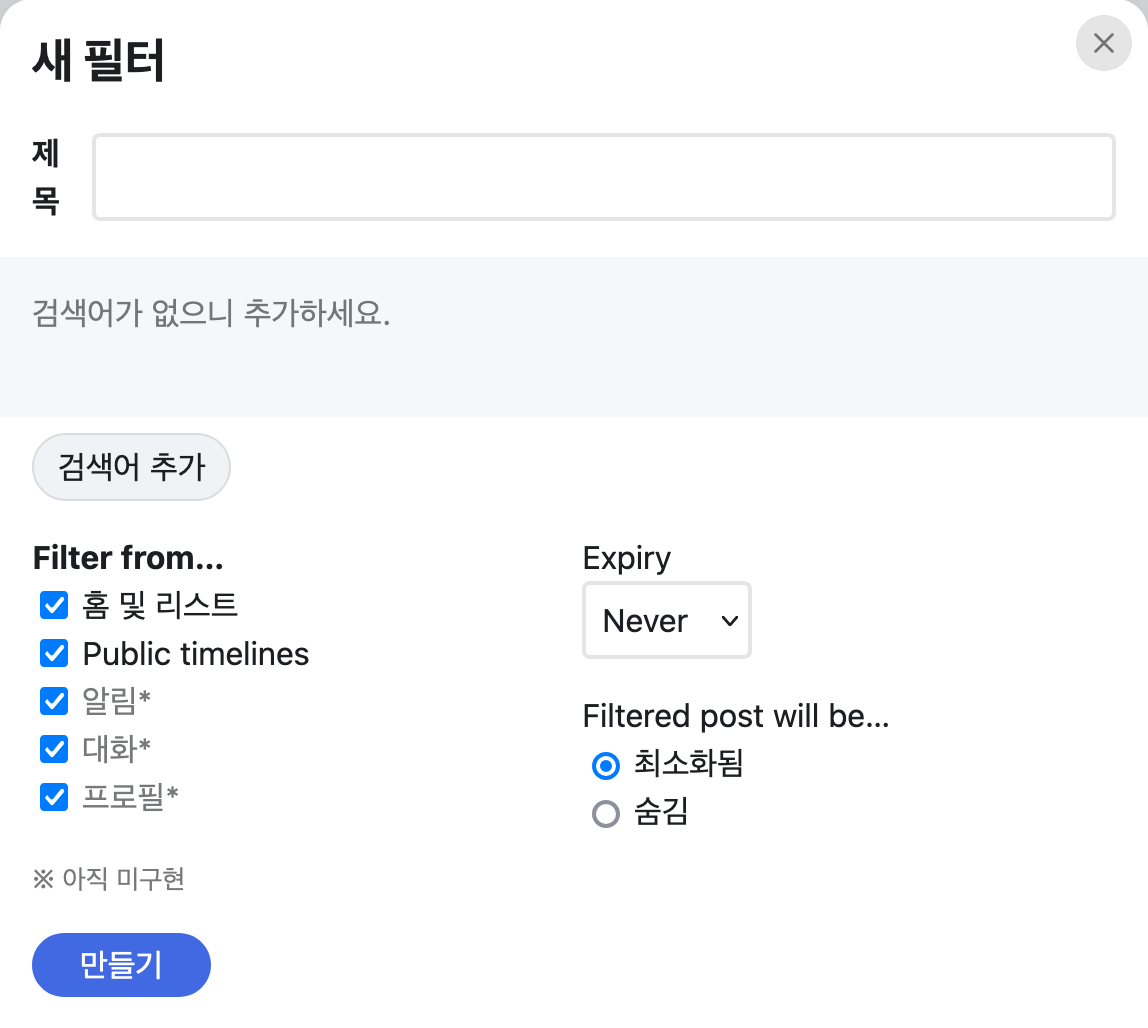 새 필터
제
목
검색어가 없으니 추가하세요.
검색어 추가
Filter from...
홈 및 리스트
Public timelines
알림*
대화*
프로필*
※ 아직 미구현
Expiry
Never
Filtered post will be...
최소화됨
숨김
만들기